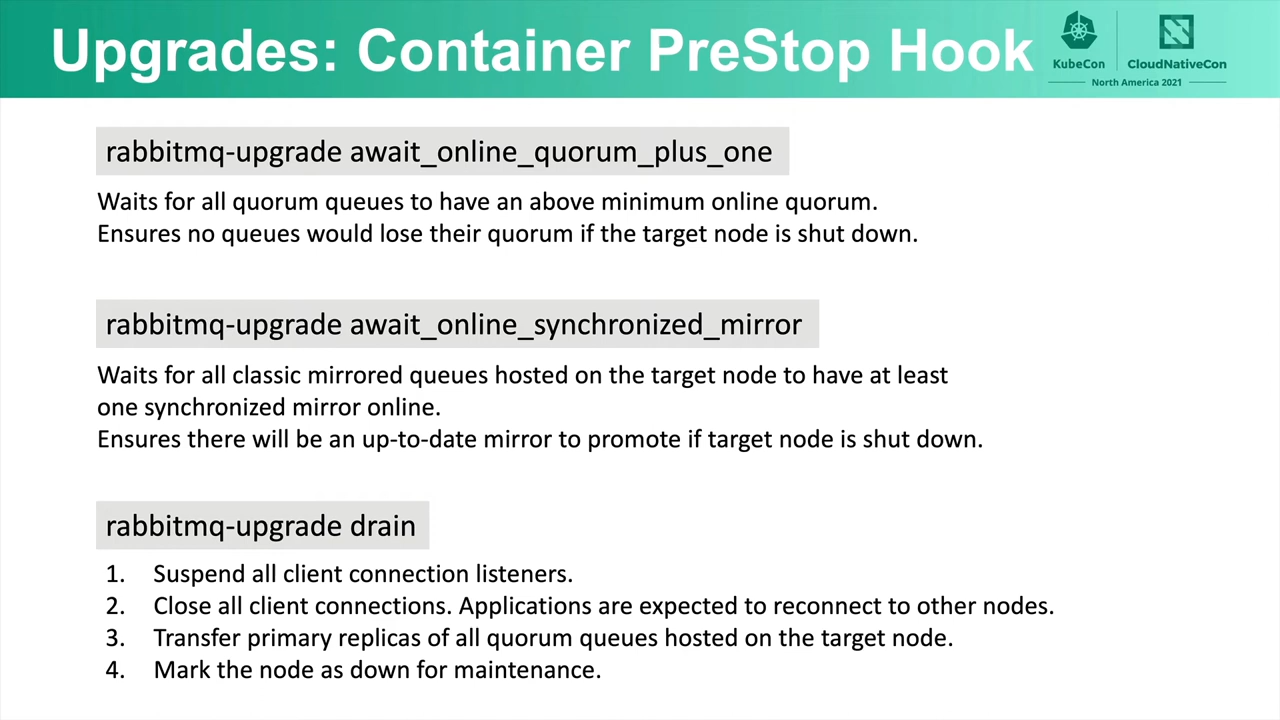 Upgrades: Container PreStop Hook
KubeCon
CloudNativeCon
North America 2021
rabbitmq-upgrade await_online_quorum_plus_one
Waits for all quorum queues to have an above minimum online quorum.
Ensures no queues would lose their quorum if the target node is shut down.
rabbitmq-upgrade await_online_synchronized_mirror
Waits for all classic mirrored queues hosted on the target node to have at least
one synchronized mirror online.
Ensures there will be an up-to-date mirror to promote if target node is shut down.
rabbitmq-upgrade drain
1. Suspend all client connection listeners.
2. Close all client connections. Applications are expected to reconnect to other nodes.
3. Transfer primary replicas of all quorum queues hosted on the target node.
4. Mark the node as down for maintenance.